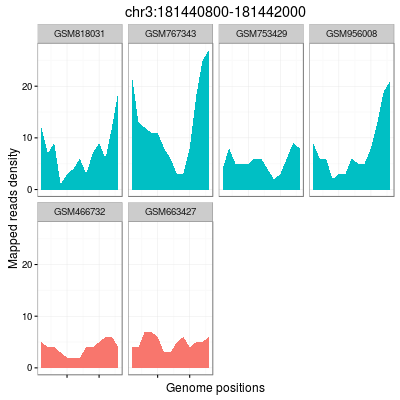 chr3:181440800-181442000
GSM818031 GSM767343 GSM753429 GSM956008
20
10
0
GSM466732 GSM663427
20
10
0
Mapped reads density
Genome positions